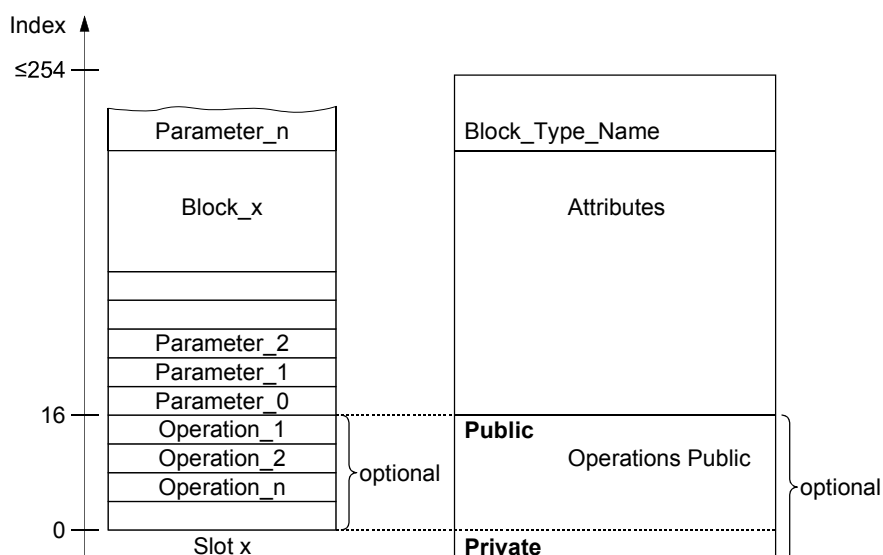 Index
≤254
Parameter_n
Block_Type_Name
Block_x
Attributes
Parameter_2
Parameter_1
Parameter_0
16
Operation_1
Public
Operation_2
Operations Public
optional
Operation_n
optional
0
Slot x
Private